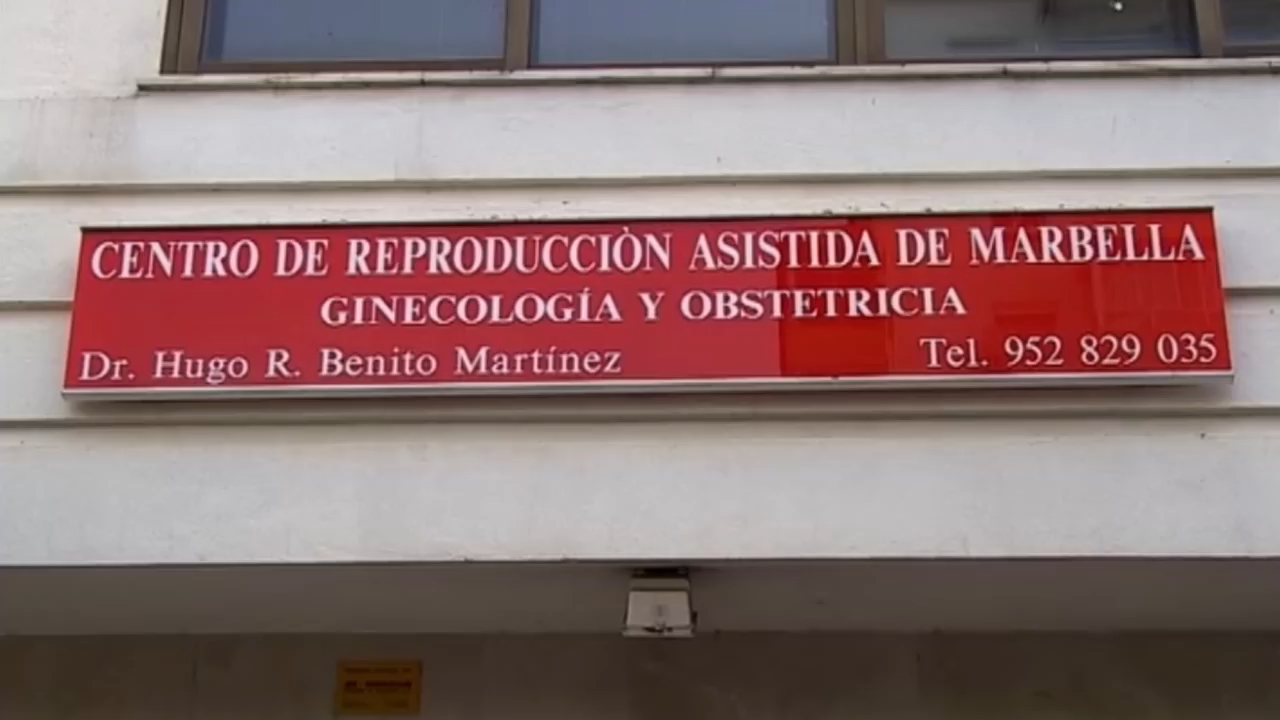 CENTRO DE REPRODUCCIÒN ASISTIDA DE MARBELLA
GINECOLOGÍA Y OBSTETRICIA
Dr. Hugo R. Benito Martínez
Tel. 952 829 035